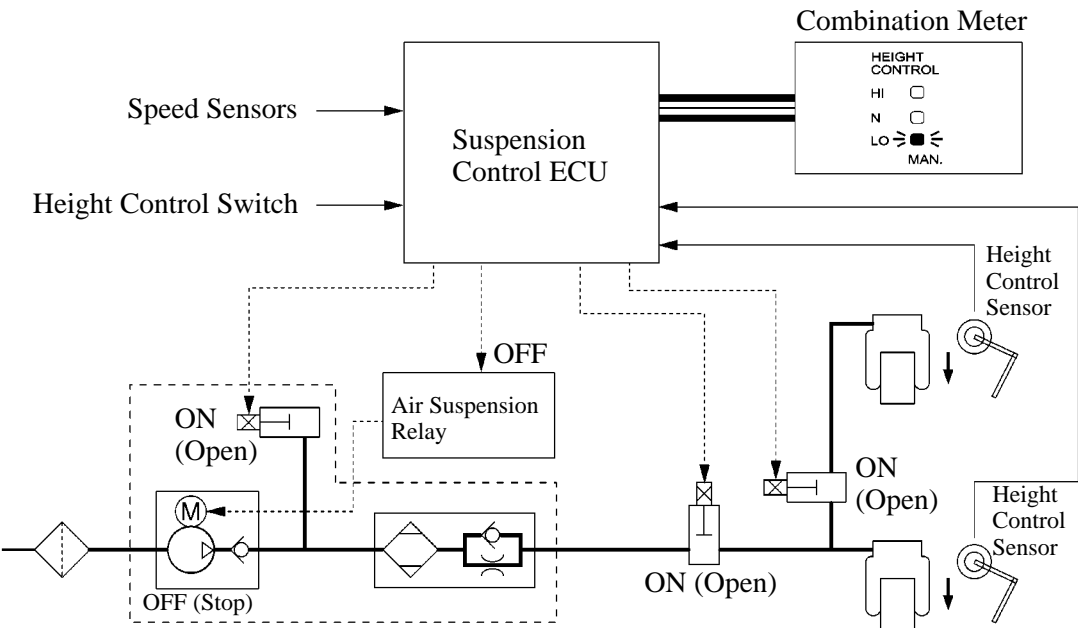 Combination Meter
HEIGHT
CONTROL
HI
N
LO
MAN.
Speed Sensors
Suspension
Control ECU
Height Control Switch
Height
Control
Sensor
OFF
ON
(Open)
Air Suspension
Relay
M
OFF (Stop)
ON
(Open)
ON (Open)
Height
Control
Sensor